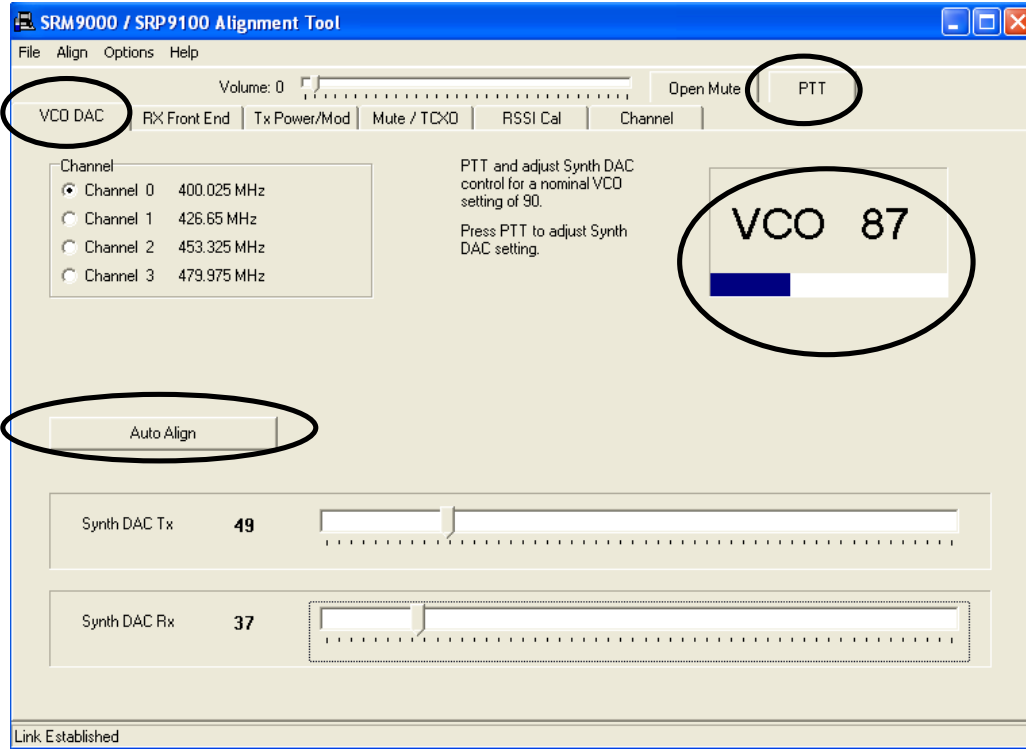 SRM9000 / SRP9100 Alignment Tool
File Align Options Help
Volume: 0 Open Mute PTT
VCO DAC RX Front End Tx Power/Mod Mute / TCXO RSSI Cal Channel
Channel
Channel 0 400.025 MHz
Channel 1 426.65 MHz
Channel 2 453.325 MHz
Channel 3 479.975 MHz
PTT and adjust Synth DAC
control for a nominal VCO
setting of 90.
Press PTT to adjust Synth
DAC setting.
VCO 87
Auto Align
Synth DAC Tx 49
Synth DAC Rx 37
Link Established